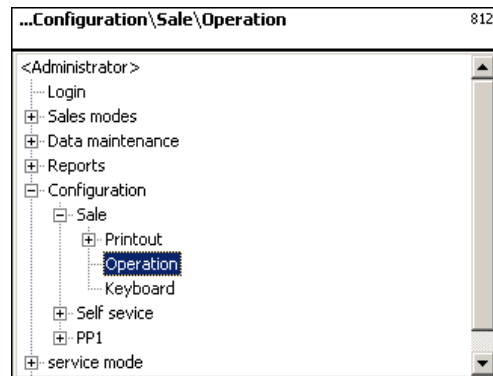 ...Configuration\Sale\Operation 812
<Administrator>
Login
Sales modes
Data maintenance
Reports
Configuration
Sale
Printout
Operation
Keyboard
Self sevice
PP1
service mode